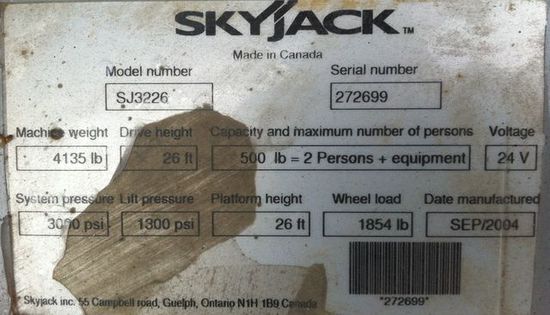 SKYJACK™
Made in Canada
Model number Serial number
SJ3226 272699
Machine weight Drive height Capacity and maximum number of persons Voltage
4135 lb 26 ft 500 lb = 2 Persons + equipment 24 V
System pressure Lift pressure Platform height Wheel load Date manufactured
3000 psi 1300 psi 26 ft 1854 lb SEP/2004
Skyjack inc. 55 Campbell road, Guelph, Ontario N1H 1B9 Canada
*272699*